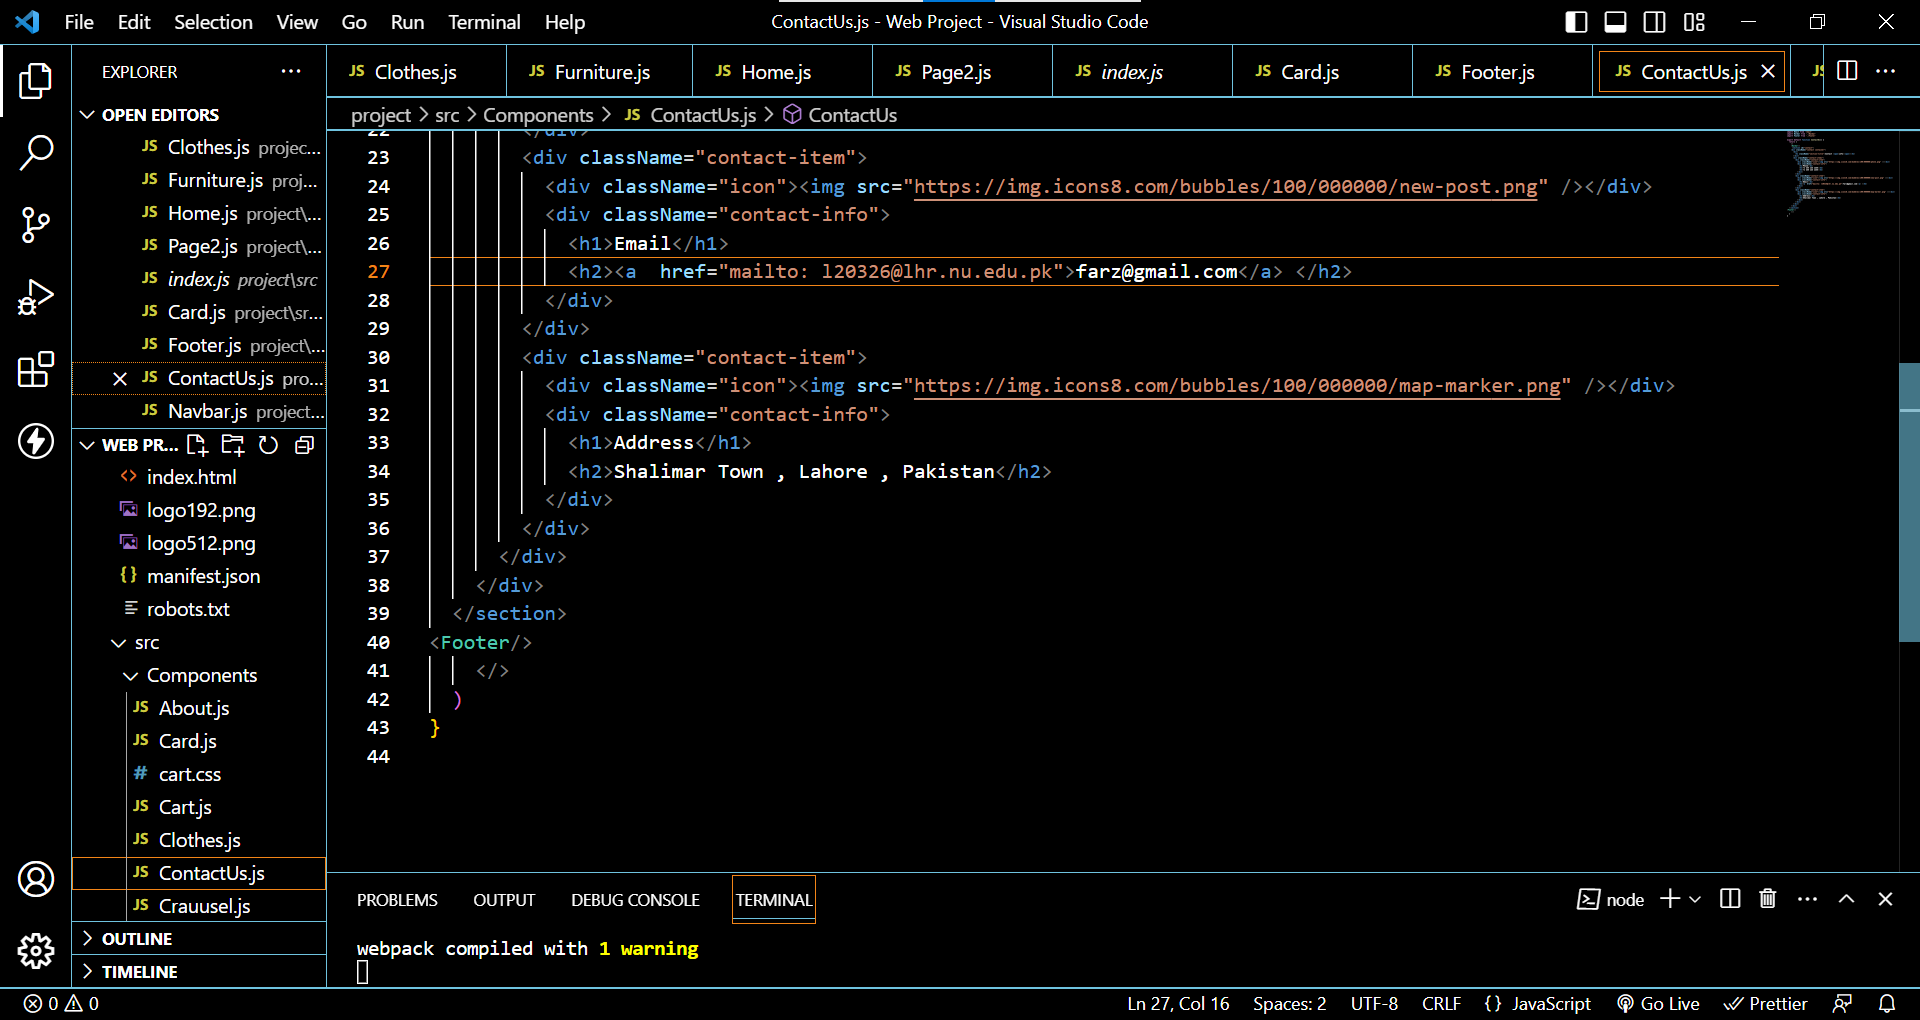 File Edit Selection View Go Run Terminal Help
ContactUs.js - Web Project - Visual Studio Code
EXPLORER
OPEN EDITORS
JS Clothes.js projec...
JS Furniture.js proj...
JS Home.js project\...
JS Page2.js project\...
JS index.js project\src
JS Card.js project\sr...
JS Footer.js project\...
JS ContactUs.js pro...
JS Navbar.js project...
WEB PR...
index.html
logo192.png
logo512.png
{} manifest.json
robots.txt
src
Components
JS About.js
JS Card.js
# cart.css
JS Cart.js
JS Clothes.js
JS ContactUs.js
JS Crauusel.js
OUTLINE
TIMELINE
JS Clothes.js JS Furniture.js JS Home.js JS Page2.js JS index.js JS Card.js JS Footer.js JS ContactUs.js
project > src > Components > JS ContactUs.js > ContactUs
22 </div>
23 <div className="contact-item">
24 <div className="icon"><img src="https://img.icons8.com/bubbles/100/000000/new-post.png" /></div>
25 <div className="contact-info">
26 <h1>Email</h1>
27 <h2><a  href="mailto: l20326@lhr.nu.edu.pk">farz@gmail.com</a> </h2>
28 </div>
29 </div>
30 <div className="contact-item">
31 <div className="icon"><img src="https://img.icons8.com/bubbles/100/000000/map-marker.png" /></div>
32 <div className="contact-info">
33 <h1>Address</h1>
34 <h2>Shalimar Town , Lahore , Pakistan</h2>
35 </div>
36 </div>
37 </div>
38 </div>
39 </section>
40 <Footer/>
41 </>
42 )
43 }
44
PROBLEMS OUTPUT DEBUG CONSOLE TERMINAL
node
webpack compiled with 1 warning
0 0
Ln 27, Col 16 Spaces: 2 UTF-8 CRLF {} JavaScript Go Live Prettier